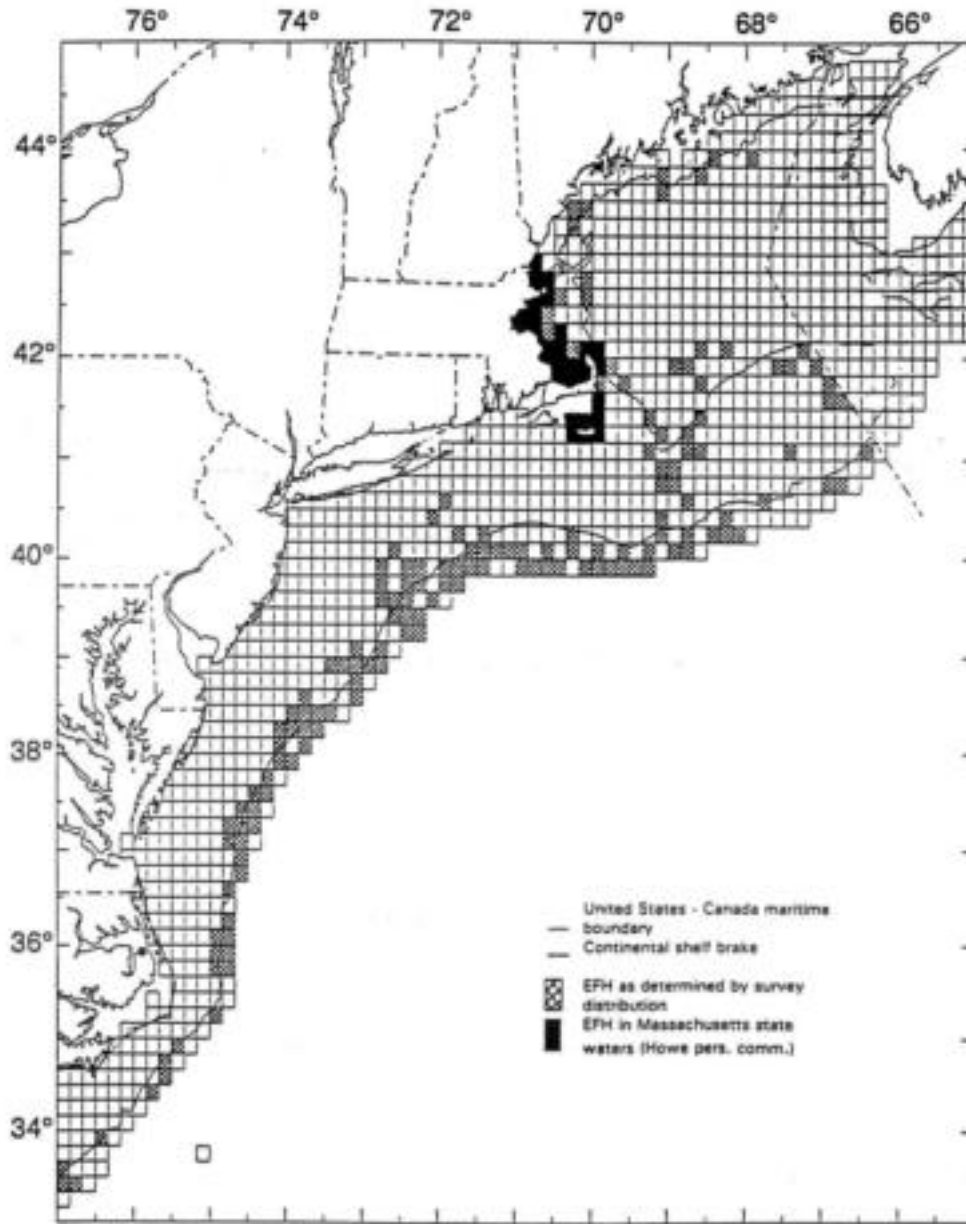 76° 74° 72° 70° 68° 66°
44°
42°
40°
38°
36°
34°
United States - Canada maritime
boundary
Continental shelf brake
EFH as determined by survey
distribution
EFH in Massachusetts state
waters (Howe pers. comm.)